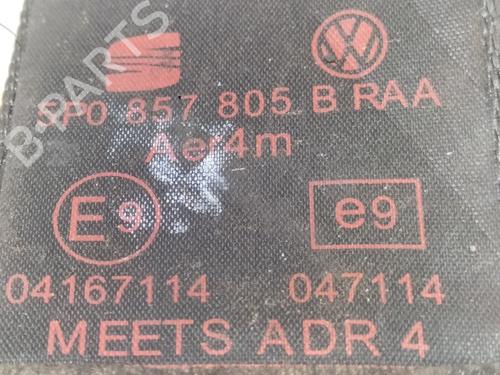 5P0 857 805 B RAA
Aer4m
E9 e9
04167114 047114
MEETS ADR 4
B-PARTS